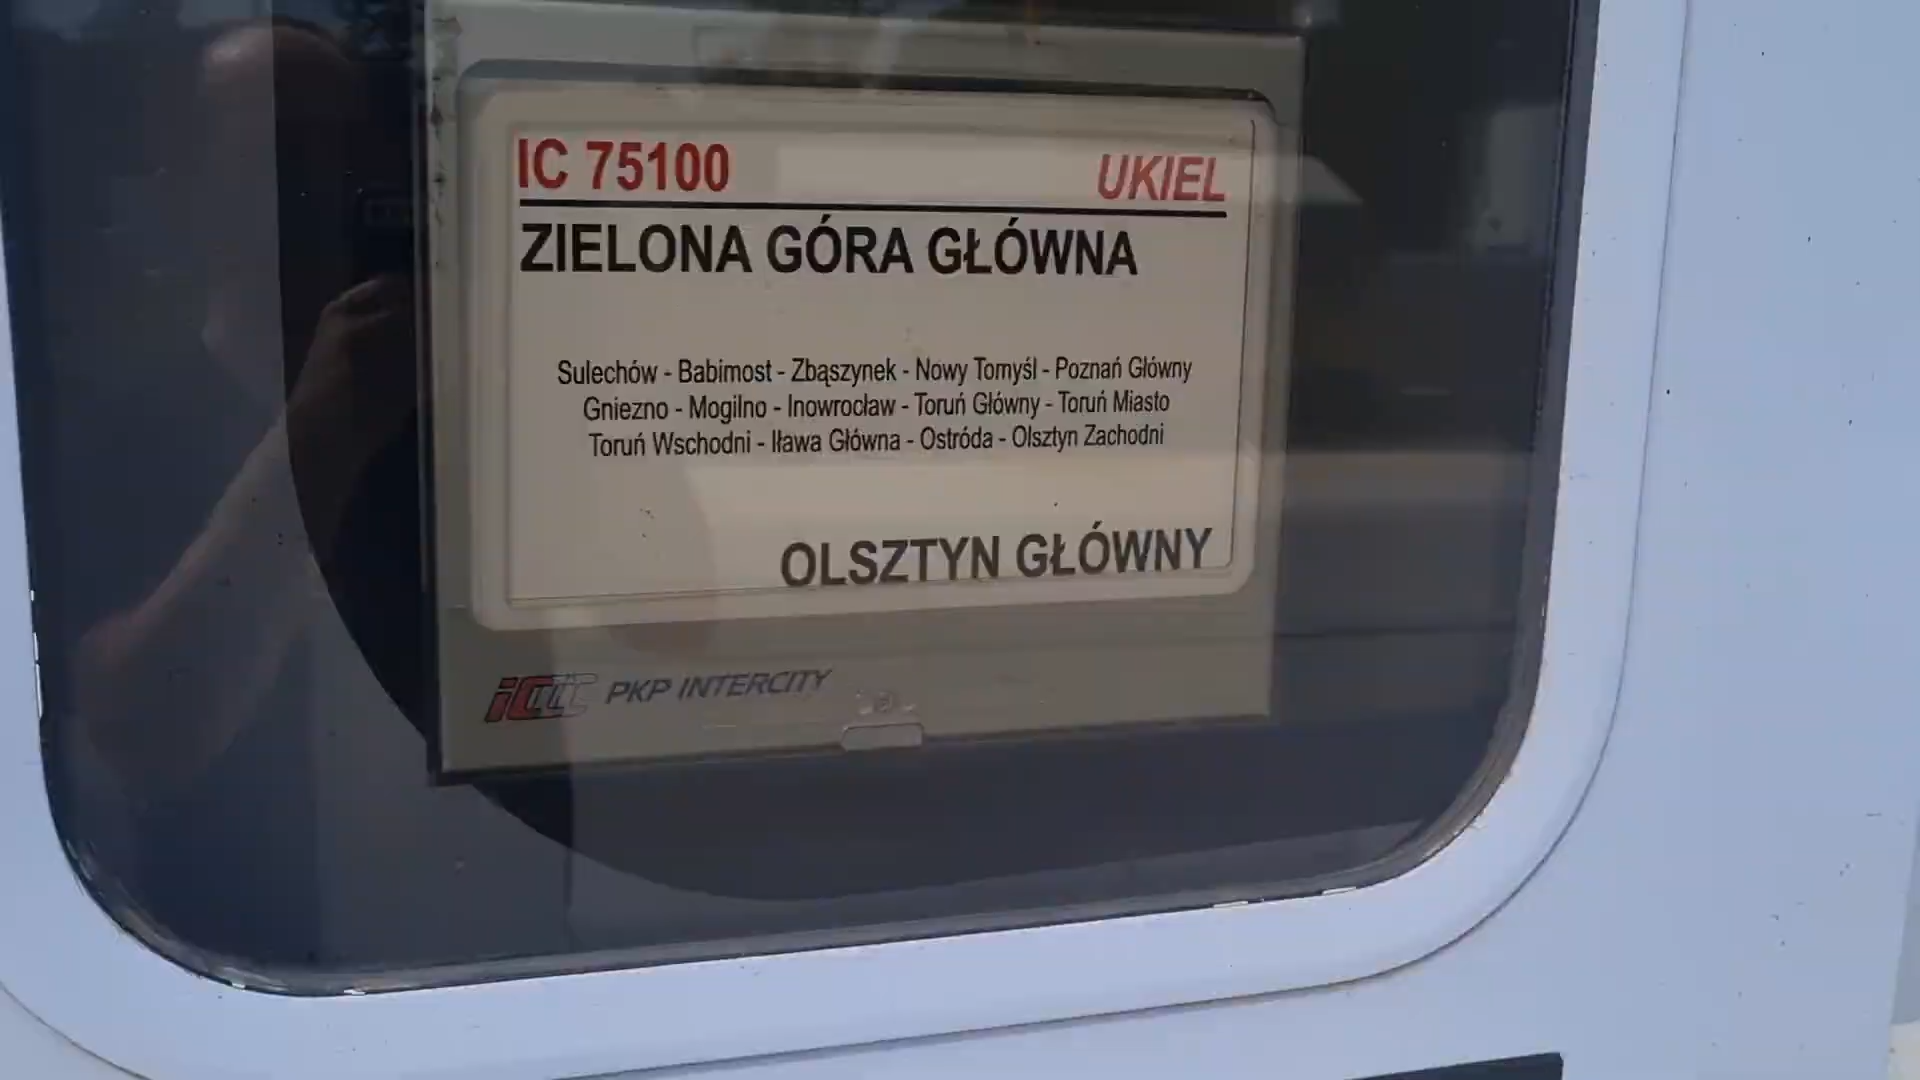 IC 75100 UKIEL
ZIELONA GÓRA GŁÓWNA
Sulechów - Babimost - Zbąszynek - Nowy Tomyśl - Poznań Główny
Gniezno - Mogilno - Inowrocław - Toruń Główny - Toruń Miasto
Toruń Wschodni - Iława Główna - Ostróda - Olsztyn Zachodni
OLSZTYN GŁÓWNY
PKP INTERCITY